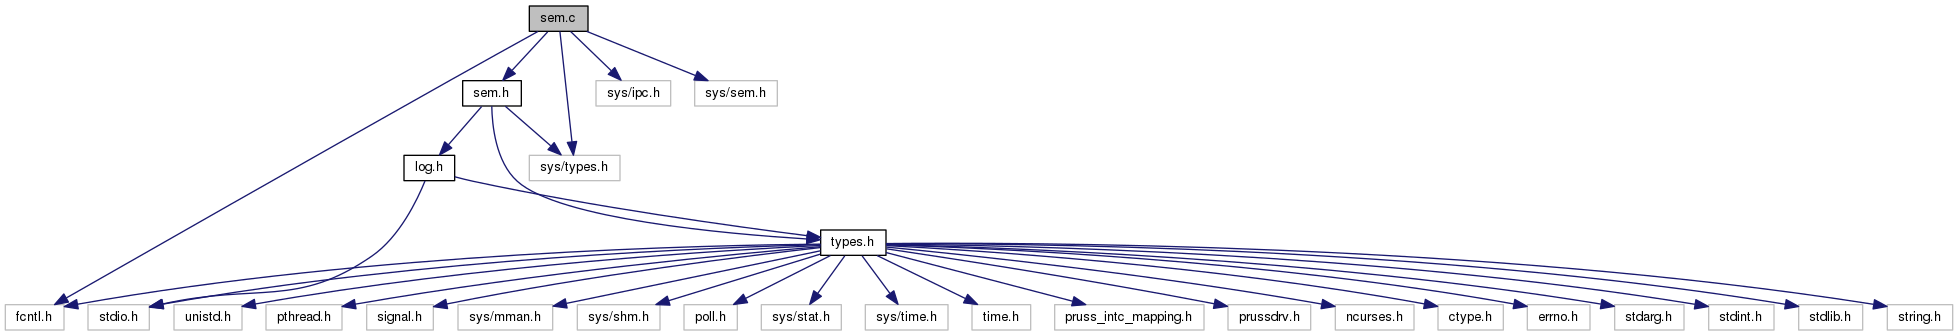 sem.c
sem.h
sys/ipc.h
sys/sem.h
log.h
sys/types.h
types.h
fcntl.h
stdio.h
unistd.h
pthread.h
signal.h
sys/mman.h
sys/shm.h
poll.h
sys/stat.h
sys/time.h
time.h
pruss_intc_mapping.h
prussdrv.h
ncurses.h
ctype.h
errno.h
stdarg.h
stdint.h
stdlib.h
string.h